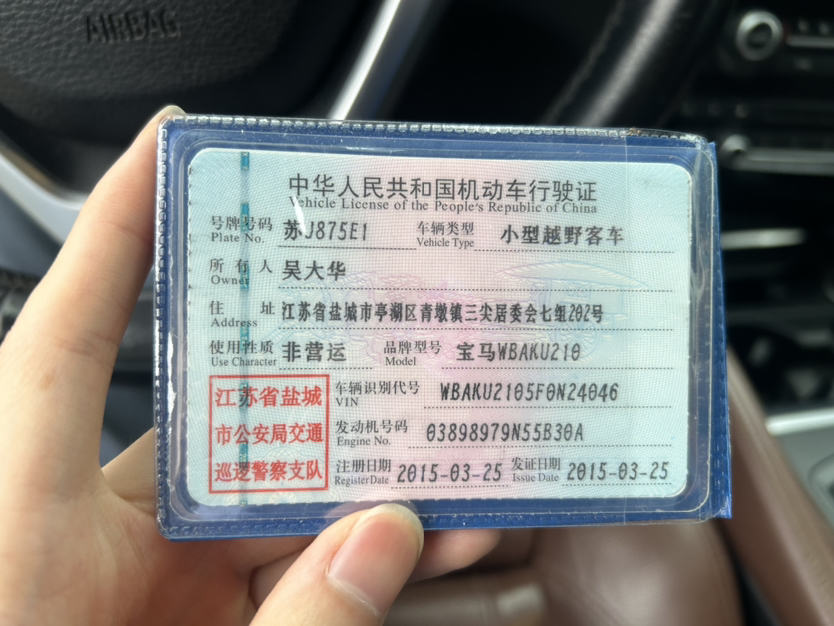 AIRBAG
中华人民共和国机动车行驶证
Vehicle License of the People's Republic of China
号牌号码 苏J875E1 车辆类型 小型越野客车
Plate No. Vehicle Type
所有人 吴大华
Owner
住址 江苏省盐城市亭湖区青墩镇三尖居委会七组202号
Address
使用性质 非营运 品牌型号 宝马WBAKU210
Use Character Model
江苏省盐城
市公安局交通
巡逻警察支队
车辆识别代号 WBAKU2105F0N24046
VIN
发动机号码 03898979N55B30A
Engine No.
注册日期 2015-03-25 发证日期 2015-03-25
Register Date Issue Date